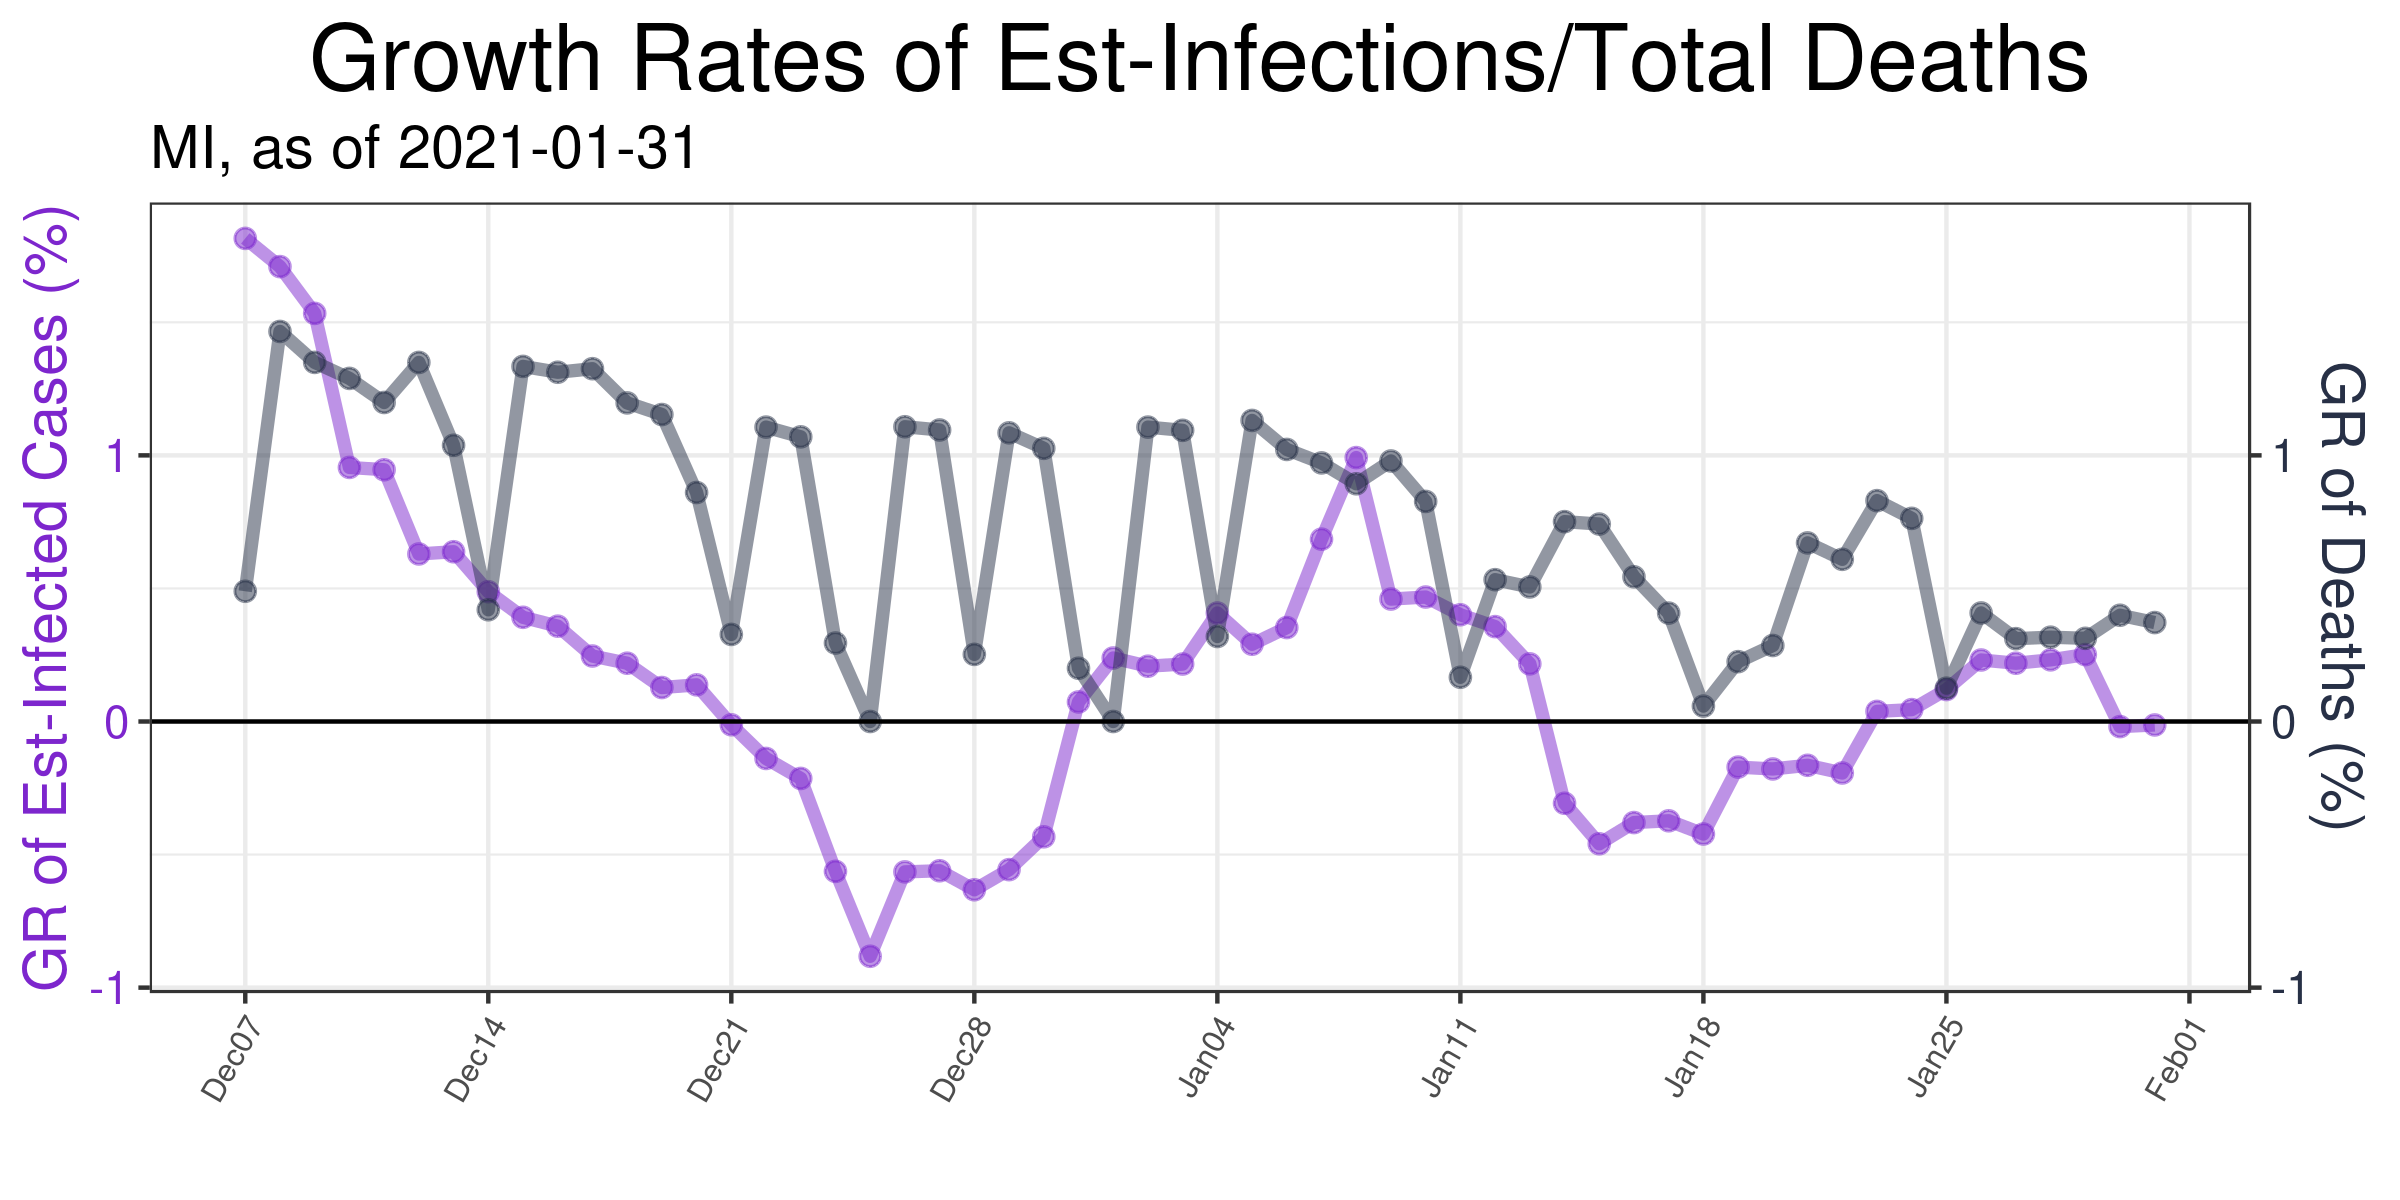 Growth Rates of Est-Infections/Total Deaths
MI, as of 2021-01-31
GR of Est-Infected Cases (%)
1
0
-1
GR of Deaths (%)
1
0
-1
Dec07
Dec14
Dec21
Dec28
Jan04
Jan11
Jan18
Jan25
Feb01